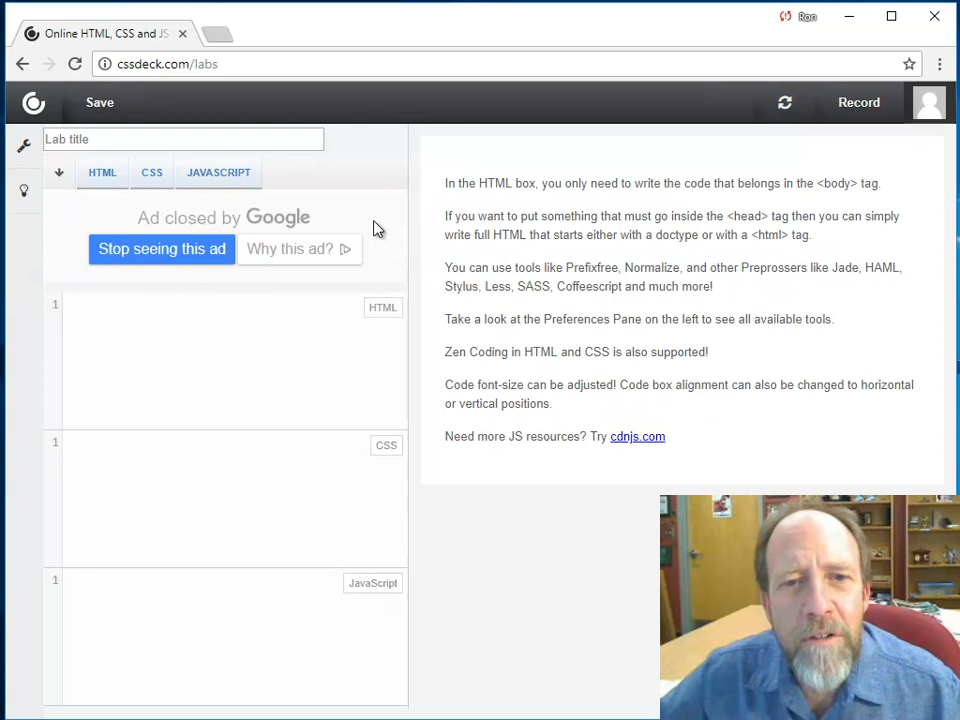 Ron
Online HTML, CSS and JS
cssdeck.com/labs
Save
Record
Lab title
HTML
CSS
JAVASCRIPT
Ad closed by Google
Stop seeing this ad
Why this ad?
1
HTML
1
CSS
1
JavaScript
In the HTML box, you only need to write the code that belongs in the <body> tag.
If you want to put something that must go inside the <head> tag then you can simply
write full HTML that starts either with a doctype or with a <html> tag.
You can use tools like Prefixfree, Normalize, and other Preprossers like Jade, HAML,
Stylus, Less, SASS, Coffeescript and much more!
Take a look at the Preferences Pane on the left to see all available tools.
Zen Coding in HTML and CSS is also supported!
Code font-size can be adjusted! Code box alignment can also be changed to horizontal
or vertical positions.
Need more JS resources? Try cdnjs.com